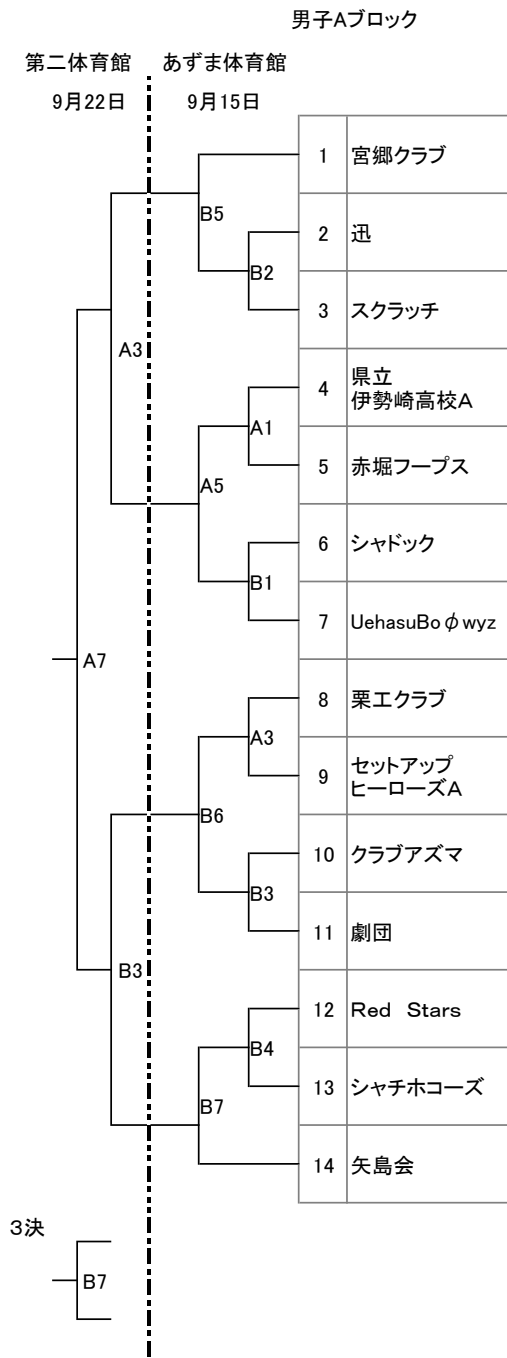 男子Aブロック
第二体育館 あずま体育館
9月22日 9月15日
1 宮郷クラブ
B5
2 迅
B2
3 スクラッチ
A3
4 県立
伊勢崎高校A
A1
5 赤堀フープス
A5
6 シャドック
B1
7 UehasuBoφwyz
A7
8 栗工クラブ
A3
9 セットアップ
ヒーローズA
B6
10 クラブアズマ
B3
11 劇団
B3
12 Red Stars
B4
13 シャチホコーズ
B7
14 矢島会
3決
B7